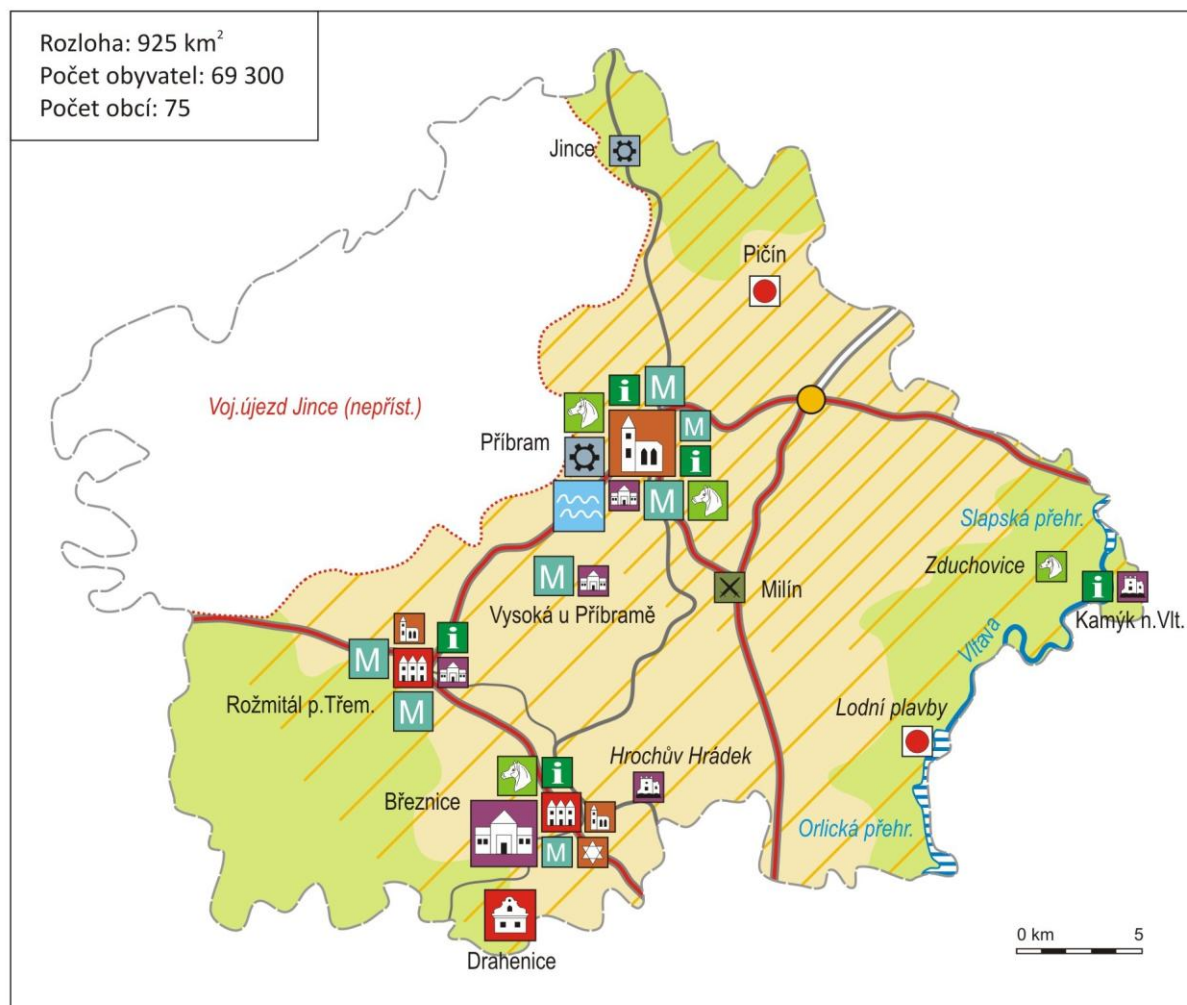 Rozloha: 925 km²
Počet obyvatel: 69 300
Počet obcí: 75
Jince
Pičín
Voj.újezd Jince (nepříst.)
i
M
Příbram
M
i
M
Slapská přehr.
Zduchovice
M
Milín
i
Vysoká u Příbramě
Kamýk n.Vlt.
Vltava
i
M
Rožmitál p.Třem.
M
Lodní plavby
Hrochův Hrádek
i
Březnice
Orlická přehr.
M
Drahenice
0 km 5